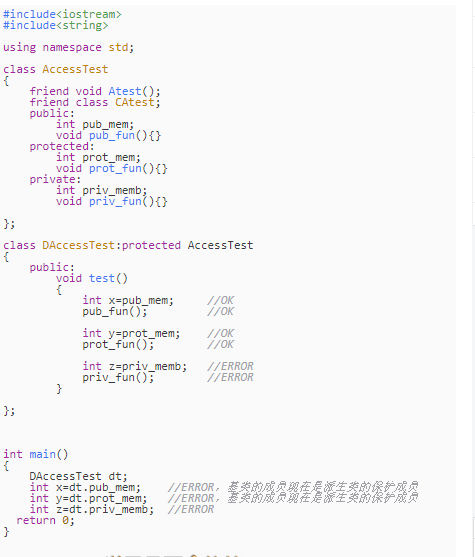 #include<iostream>
#include<string>
using namespace std;
class AccessTest
{
friend void Atest();
friend class CAtest;
public:
int pub_mem;
void pub_fun(){}
protected:
int prot_mem;
void prot_fun(){}
private:
int priv_memb;
void priv_fun(){}
};
class DAccessTest:protected AccessTest
{
public:
void test()
{
int x=pub_mem; //OK
pub_fun(); //OK
int y=prot_mem; //OK
prot_fun(); //OK
int z=priv_memb; //ERROR
priv_fun(); //ERROR
}
};
int main()
{
DAccessTest dt;
int x=dt.pub_mem; //ERROR，基类的成员现在是派生类的保护成员
int y=dt.prot_mem; //ERROR，基类的成员现在是派生类的保护成员
int z=dt.priv_memb; //ERROR
return 0;
}